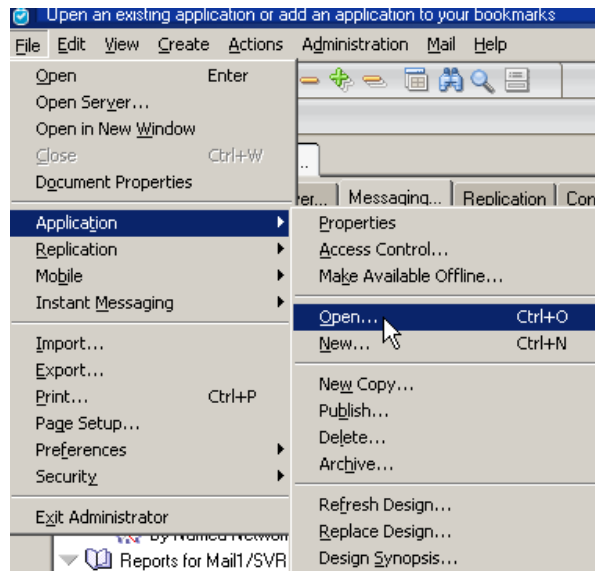 Open an existing application or add an application to your bookmarks
File Edit View Create Actions Administration Mail Help
Open Enter
Open Server...
Open in New Window
Close Ctrl+W
Document Properties
Application
Replication
Mobile
Instant Messaging
Import...
Export...
Print... Ctrl+P
Page Setup...
Preferences
Security
Exit Administrator
..
Messaging... Replication
Properties
Access Control...
Make Available Offline...
Open... Ctrl+O
New... Ctrl+N
New Copy...
Publish...
Delete...
Archive...
Refresh Design...
Replace Design...
Design Synopsis...
Reports for Mail1/SVR